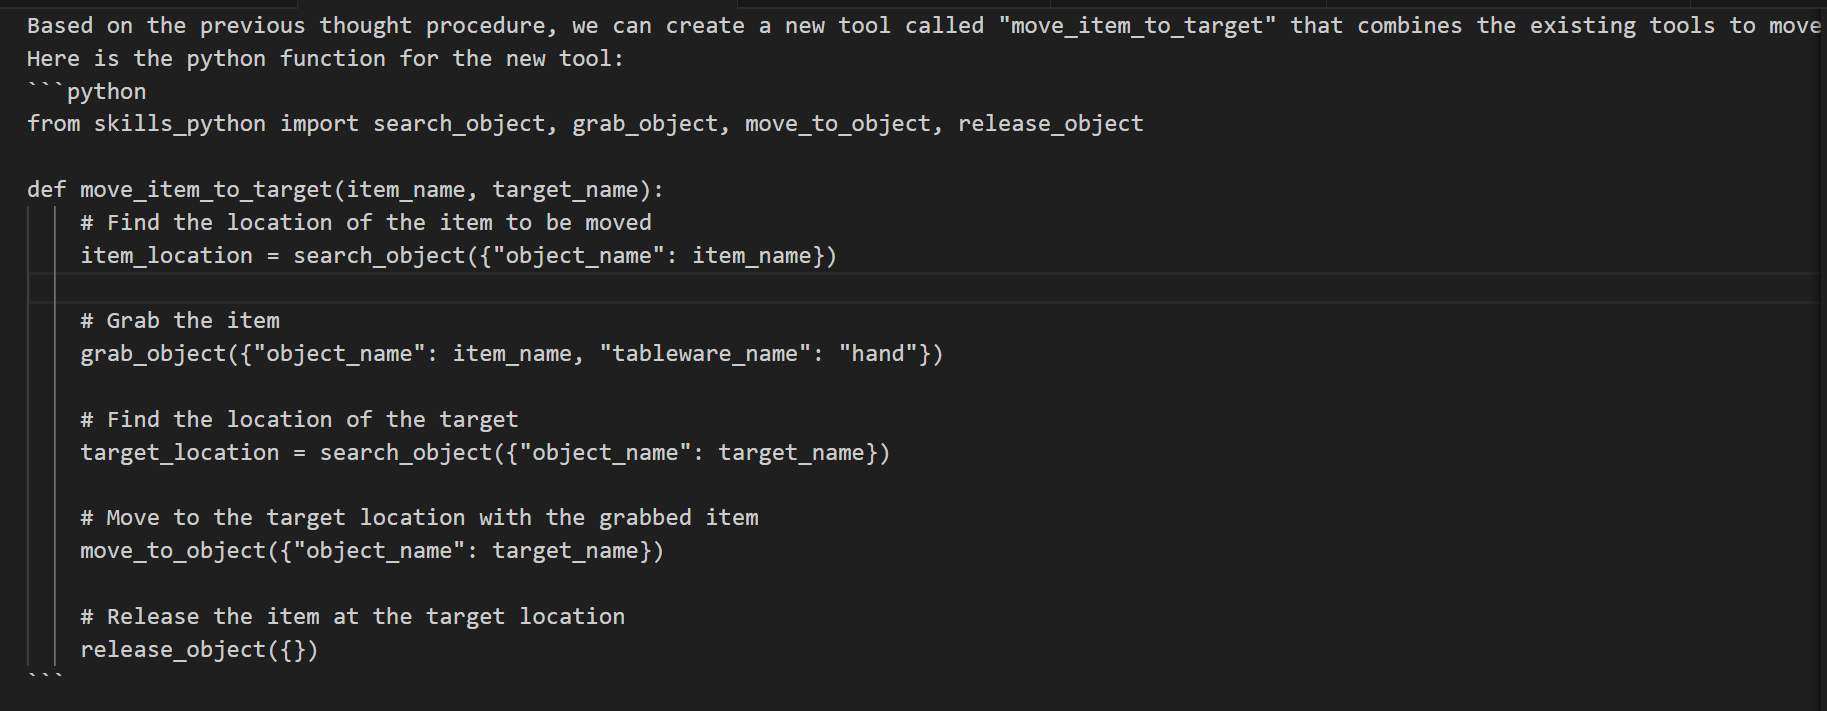 Based on the previous thought procedure, we can create a new tool called "move_item_to_target" that combines the existing tools to move
Here is the python function for the new tool:
```python
from skills_python import search_object, grab_object, move_to_object, release_object

def move_item_to_target(item_name, target_name):
    # Find the location of the item to be moved
    item_location = search_object({"object_name": item_name})

    # Grab the item
    grab_object({"object_name": item_name, "tableware_name": "hand"})

    # Find the location of the target
    target_location = search_object({"object_name": target_name})

    # Move to the target location with the grabbed item
    move_to_object({"object_name": target_name})

    # Release the item at the target location
    release_object({})
```